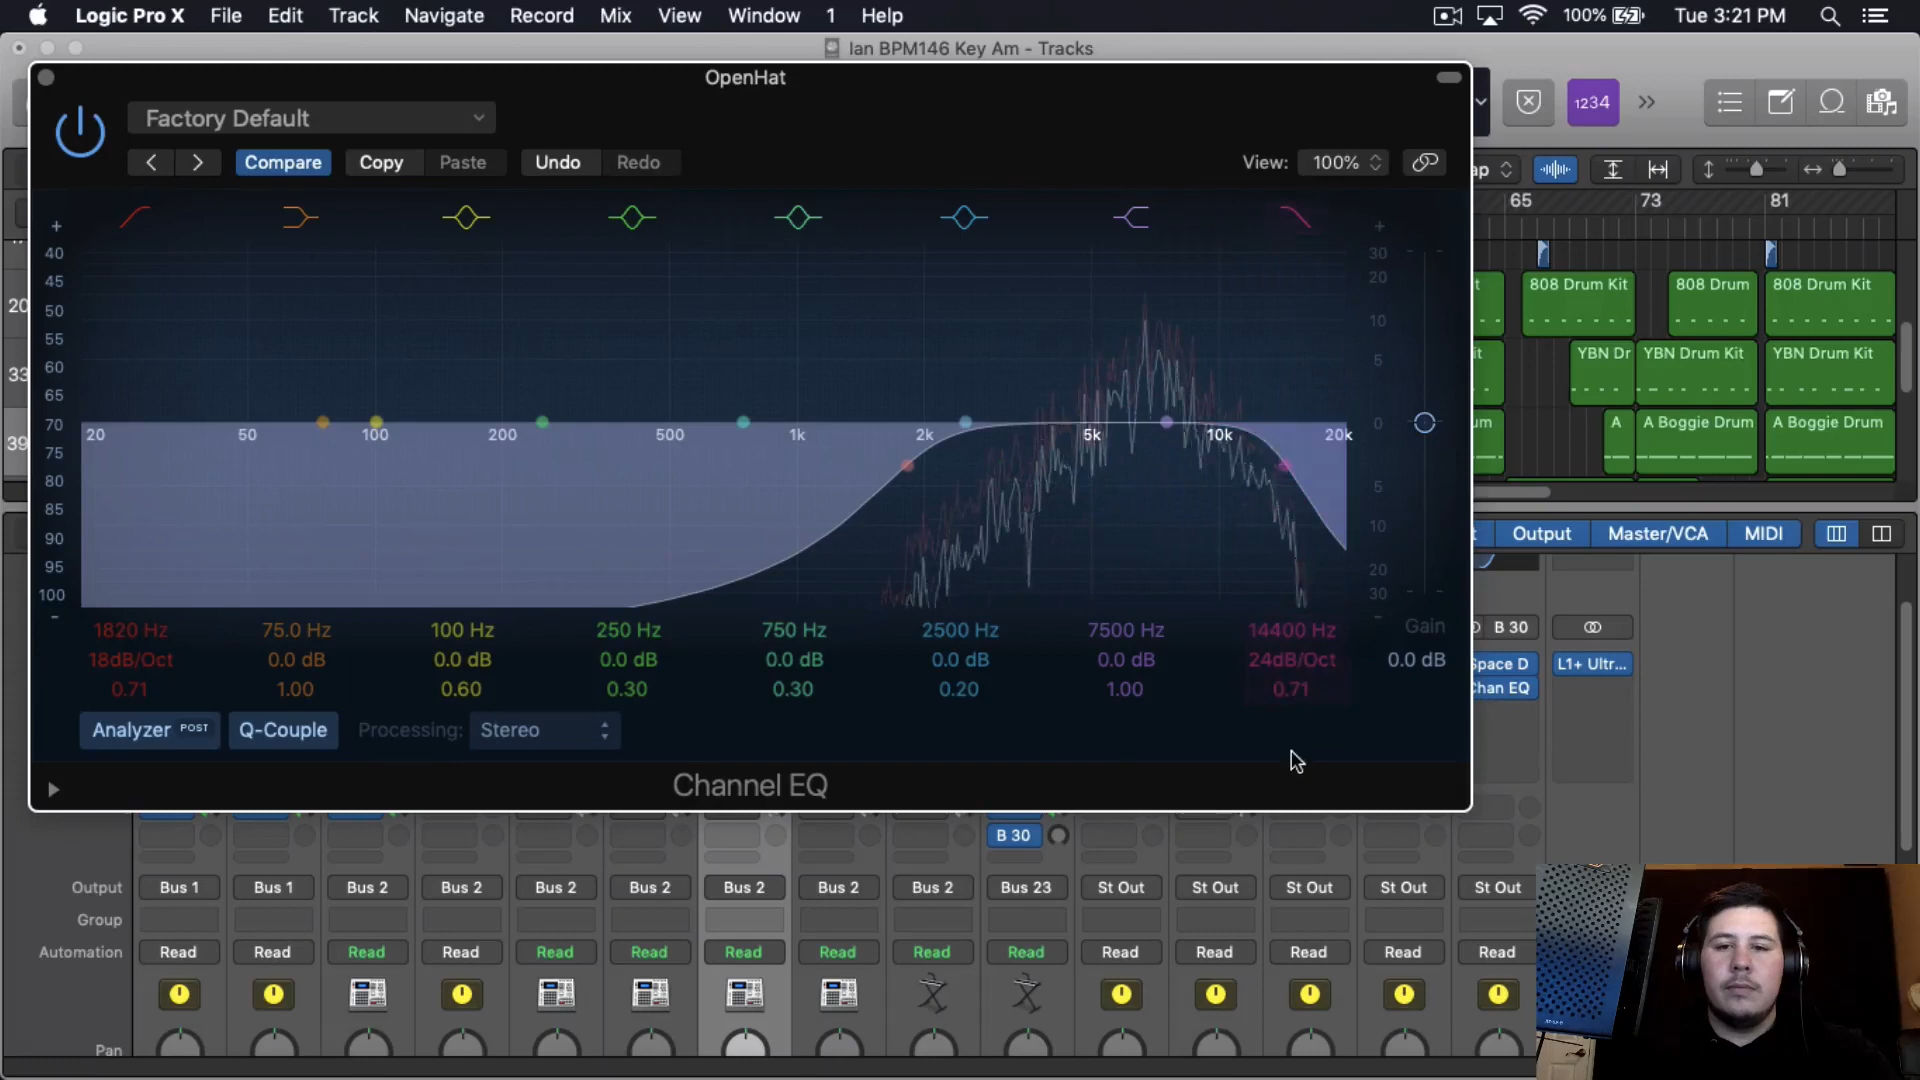 Logic Pro X File Edit Track Navigate Record Mix View Window 1 Help 100% Tue 3:21 PM
Ian BPM146 Key Am - Tracks
OpenHat
Factory Default
1234
Compare Copy Paste Undo Redo View: 100%
65 73 81
+ +
40 30
45 20
50 10
55
60 5
65
70 0
20 50 100 200 500 1k 2k 5k 10k 20k
75
80 5
85
90 10
95 20
100 30
- -
1820 Hz 75.0 Hz 100 Hz 250 Hz 750 Hz 2500 Hz 7500 Hz 14400 Hz Gain
18dB/Oct 0.0 dB 0.0 dB 0.0 dB 0.0 dB 0.0 dB 0.0 dB 24dB/Oct 0.0 dB
0.71 1.00 0.60 0.30 0.30 0.20 1.00 0.71
Analyzer POST Q-Couple Processing: Stereo
Channel EQ
20
33
39
808 Drum Kit 808 Drum 808 Drum Kit
YBN Dr YBN Drum Kit YBN Drum Kit
A A Boggie Drum A Boggie Drum
Output Master/VCA MIDI
B 30
Space D L1+ Ultr...
Chan EQ
B 30
Output Bus 1 Bus 1 Bus 2 Bus 2 Bus 2 Bus 2 Bus 2 Bus 2 Bus 2 Bus 23 St Out St Out St Out St Out St Out
Group
Automation Read Read Read Read Read Read Read Read Read Read Read Read Read Read Read
Pan